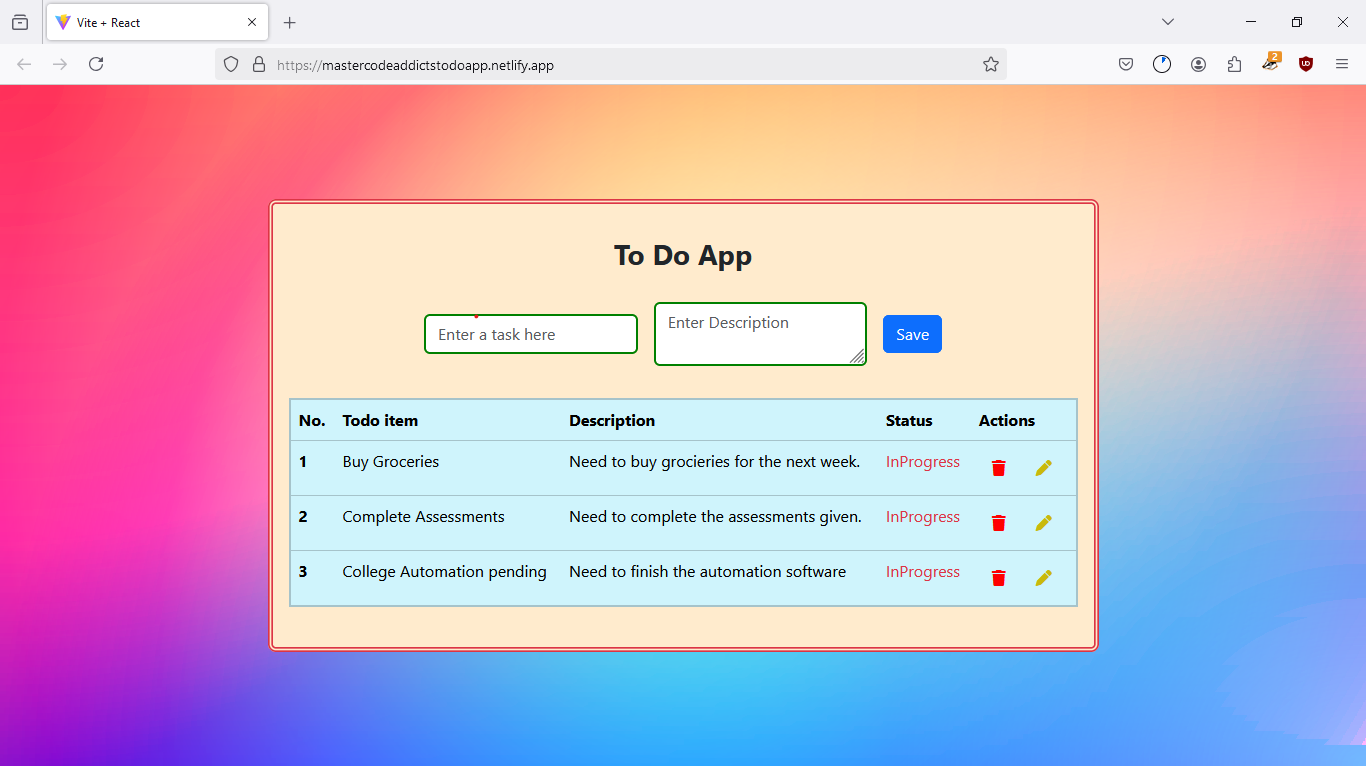 Vite + React
https://mastercodeaddictstodoapp.netlify.app
2
To Do App
Enter a task here
Enter Description
Save
No. Todo item Description Status Actions
1 Buy Groceries Need to buy grocieries for the next week. InProgress
2 Complete Assessments Need to complete the assessments given. InProgress
3 College Automation pending Need to finish the automation software InProgress